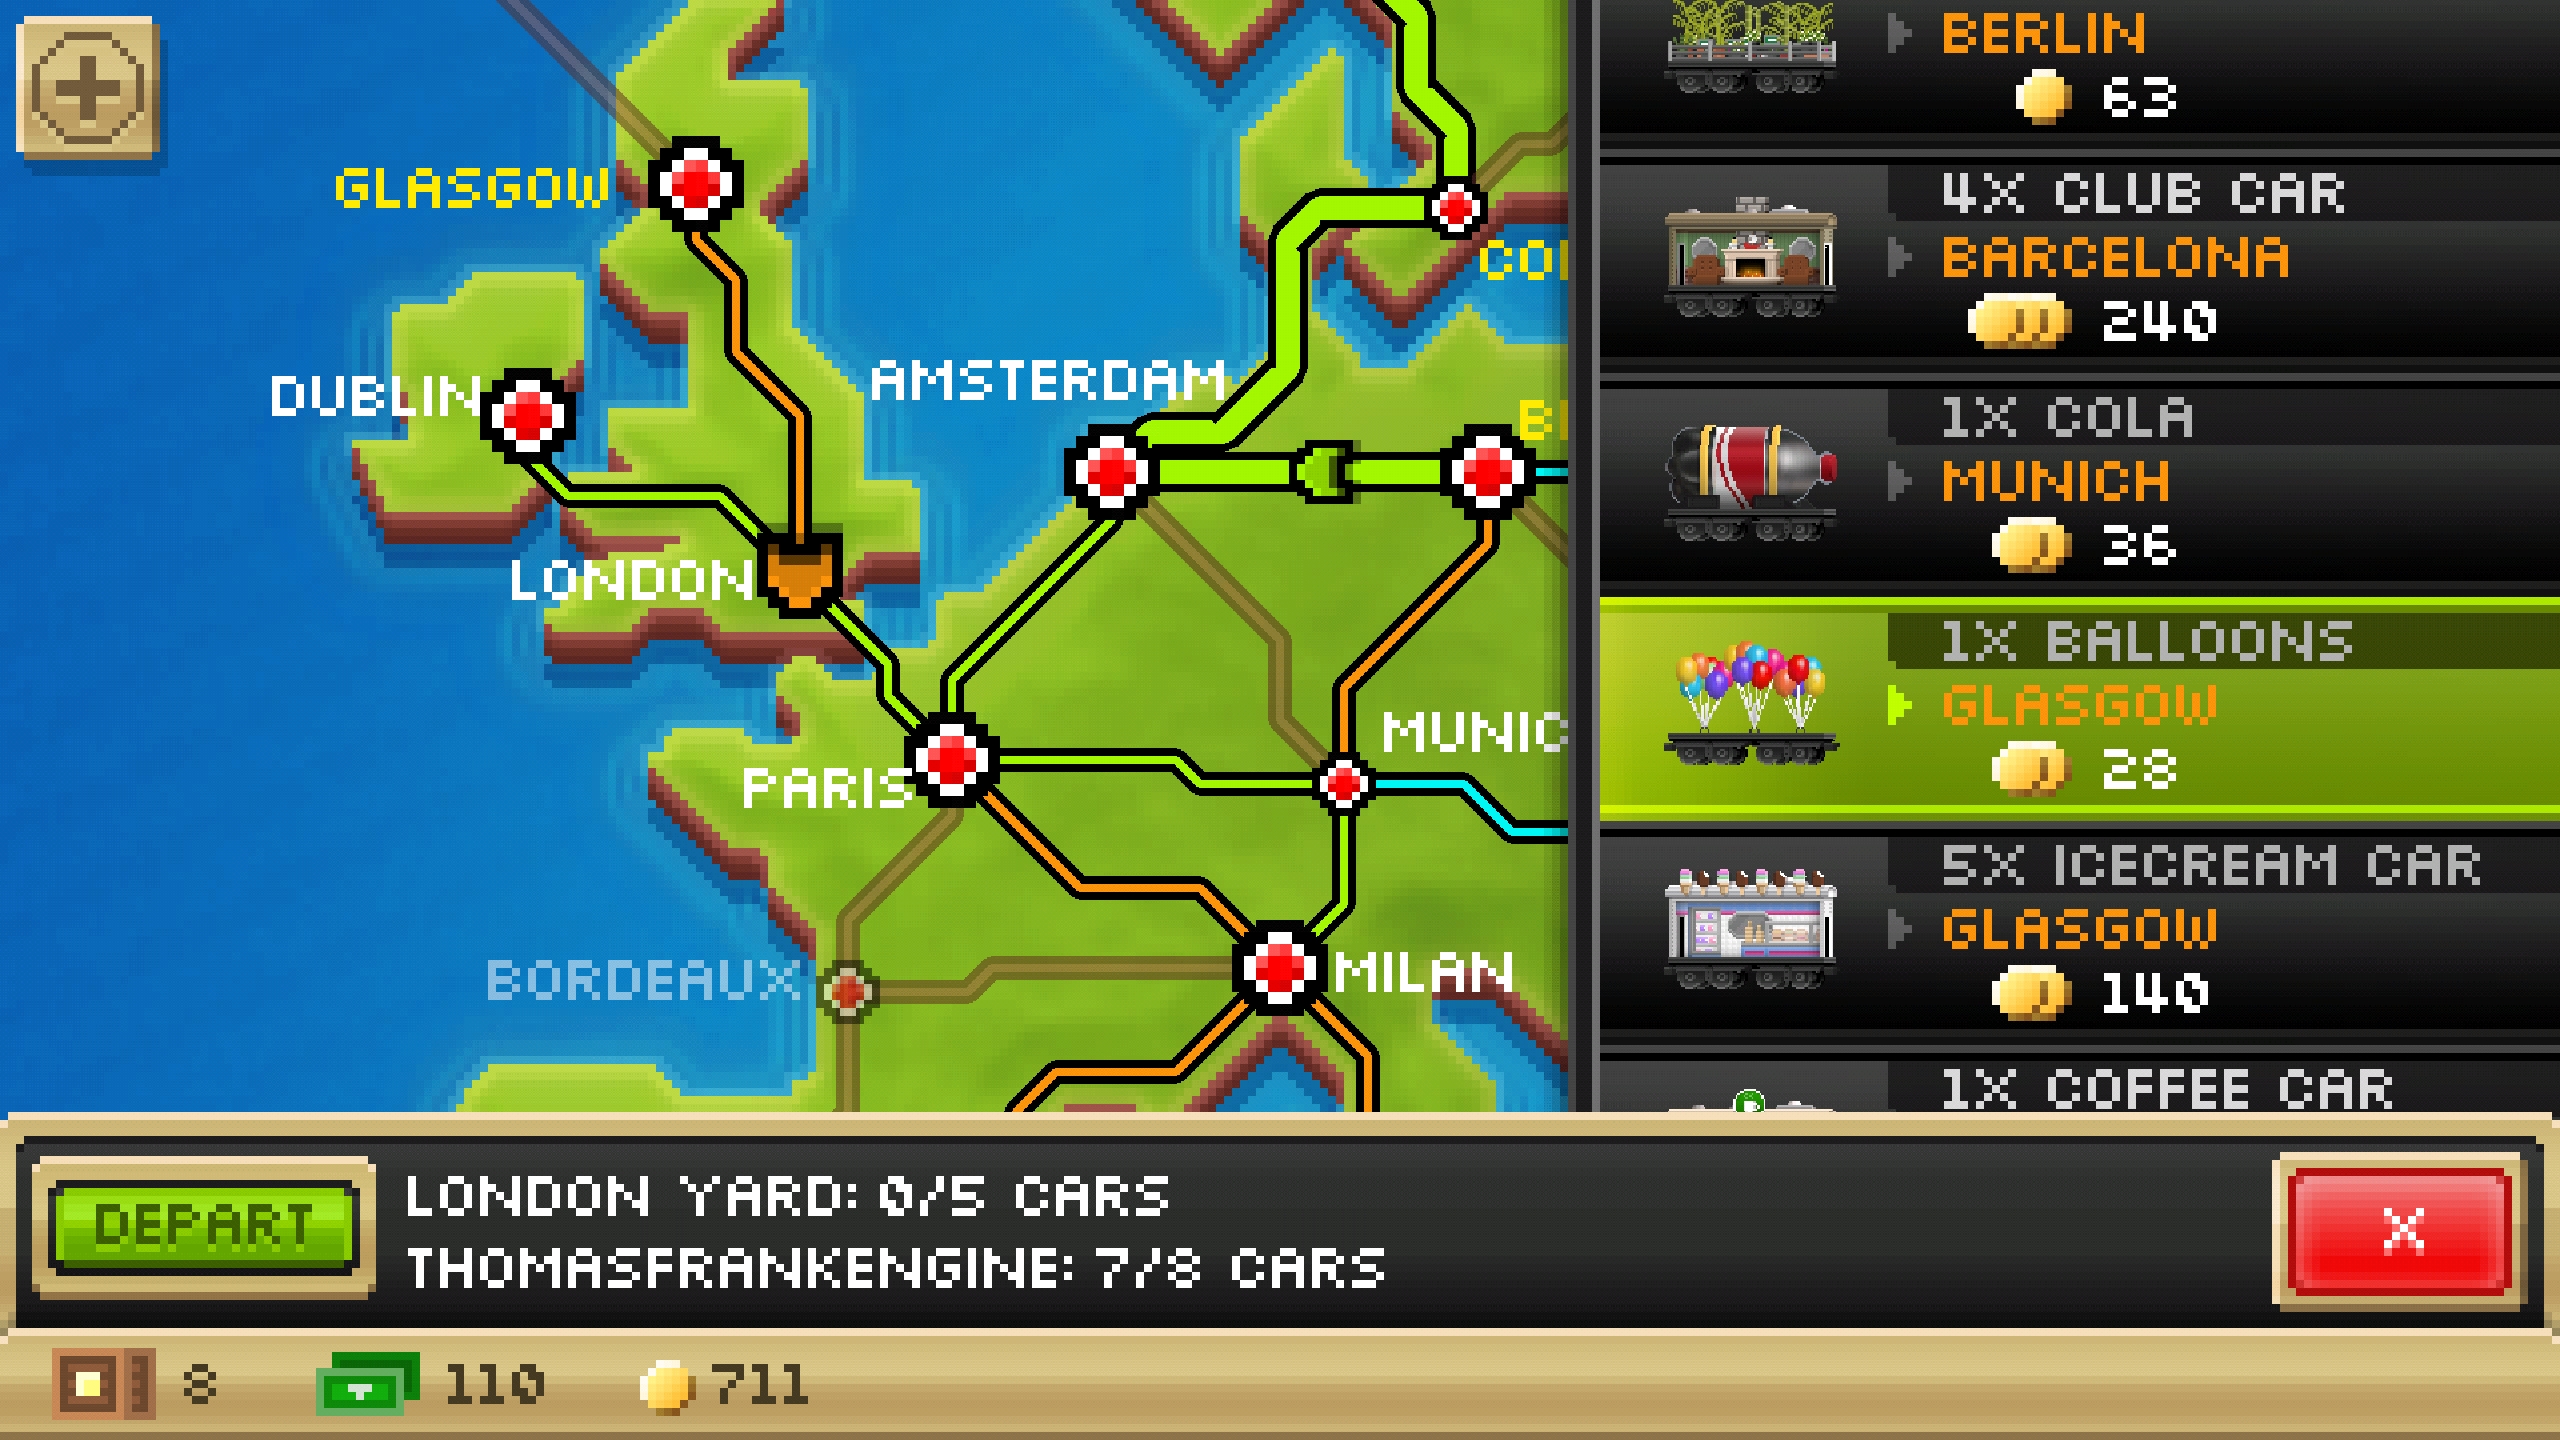 GLASGOW
DUBLIN
AMSTERDAM
LONDON
PARIS
MUNIC
BORDEAUX
MILAN
BERLIN
63
4X CLUB CAR
BARCELONA
240
1X COLA
MUNICH
36
1X BALLOONS
GLASGOW
28
5X ICECREAM CAR
GLASGOW
140
1X COFFEE CAR
DEPART
LONDON YARD: 0/5 CARS
THOMASFRANKENGINE: 7/8 CARS
X
8
110
711